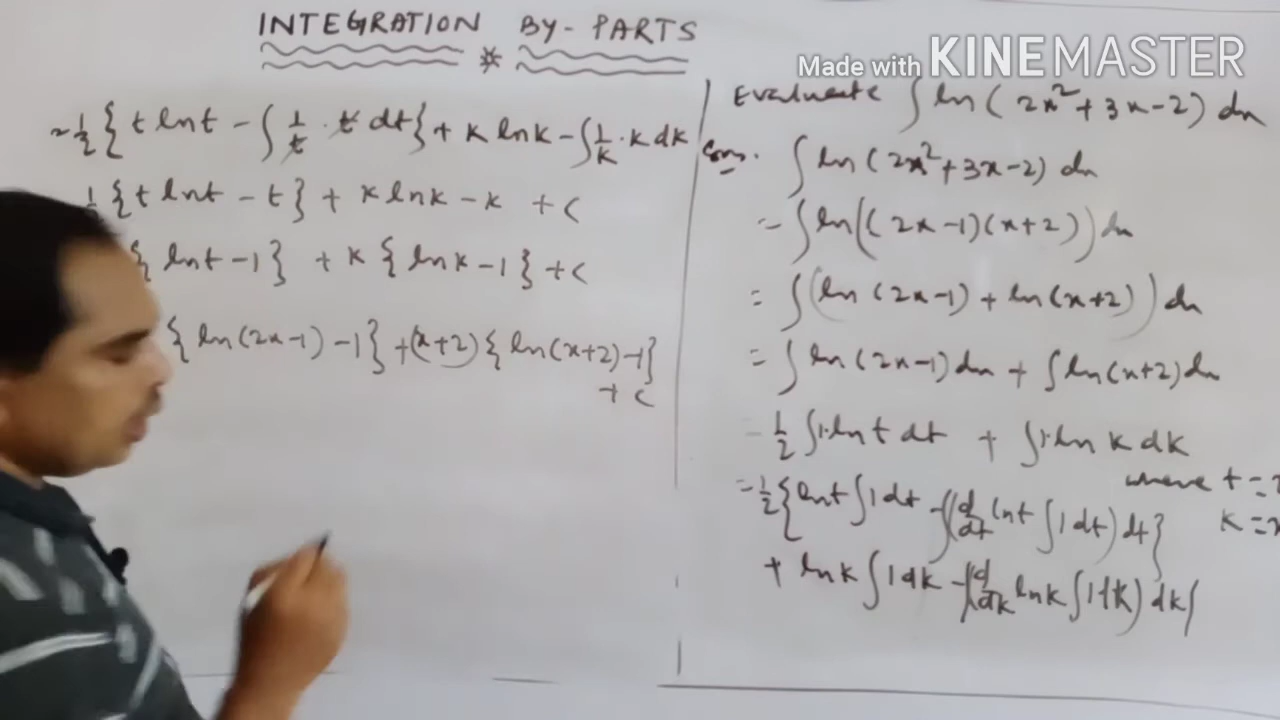 INTEGRATION BY-PARTS
Made with KINEMASTER
= 1/2 { t ln t - ∫ 1/t · t dt } + k ln k - ∫ 1/k · k dk
1/2 { t ln t - t } + k ln k - k + C
{ ln t - 1 } + k { ln k - 1 } + C
{ ln (2x-1) - 1 } + (x+2) { ln (x+2) - 1 }
+ C
Evaluate ∫ ln ( 2x² + 3x - 2 ) dx
∫ ln ( 2x² + 3x - 2 ) dx
= ∫ ln ( ( 2x - 1 ) ( x + 2 ) ) dx
= ∫ ( ln ( 2x - 1 ) + ln ( x + 2 ) ) dx
= ∫ ln ( 2x - 1 ) dx + ∫ ln ( x + 2 ) dx
= 1/2 ∫ 1· ln t dt + ∫ 1· ln k dk
where t =
k = x
= 1/2 { ln t ∫ 1 dt - ∫ ( d/dt ln t ∫ 1 dt ) dt }
+ ln k ∫ 1 dk - ∫ ( d/dk ln k ∫ 1 dk ) dk